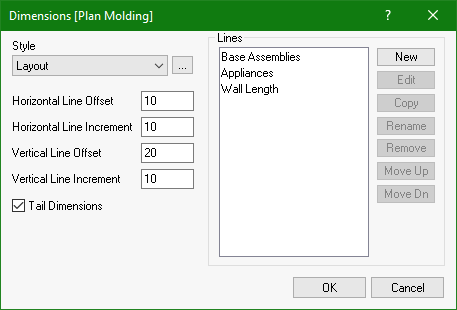 Dimensions [Plan Molding]
? ×
Style
Layout
...
Horizontal Line Offset 10
Horizontal Line Increment 10
Vertical Line Offset 20
Vertical Line Increment 10
Tail Dimensions
Lines
Base Assemblies
Appliances
Wall Length
New
Edit
Copy
Rename
Remove
Move Up
Move Dn
OK
Cancel